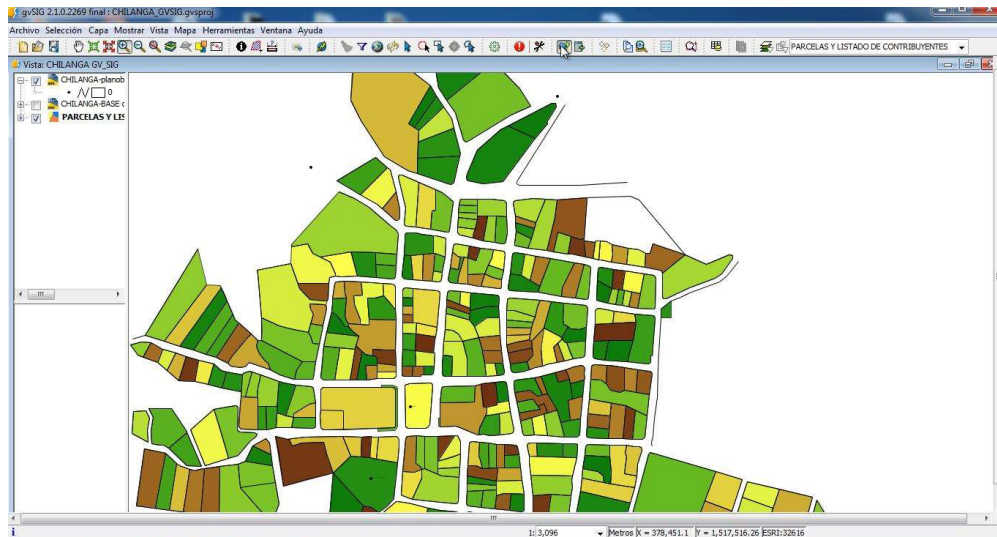 gvSIG 2.1.0.2269 final : CHILANGA_GVSIG.gvsproj
Archivo Selección Capa Mostrar Vista Mapa Herramientas Ventana Ayuda
PARCELAS Y LISTADO DE CONTRIBUYENTES
Vista: CHILANGA GV_SIG
CHILANGA-planob
0
CHILANGA-BASE c
PARCELAS Y LIS
1: 3,096 Metros X = 378,451.1 Y = 1,517,516.26 ESRI:32616